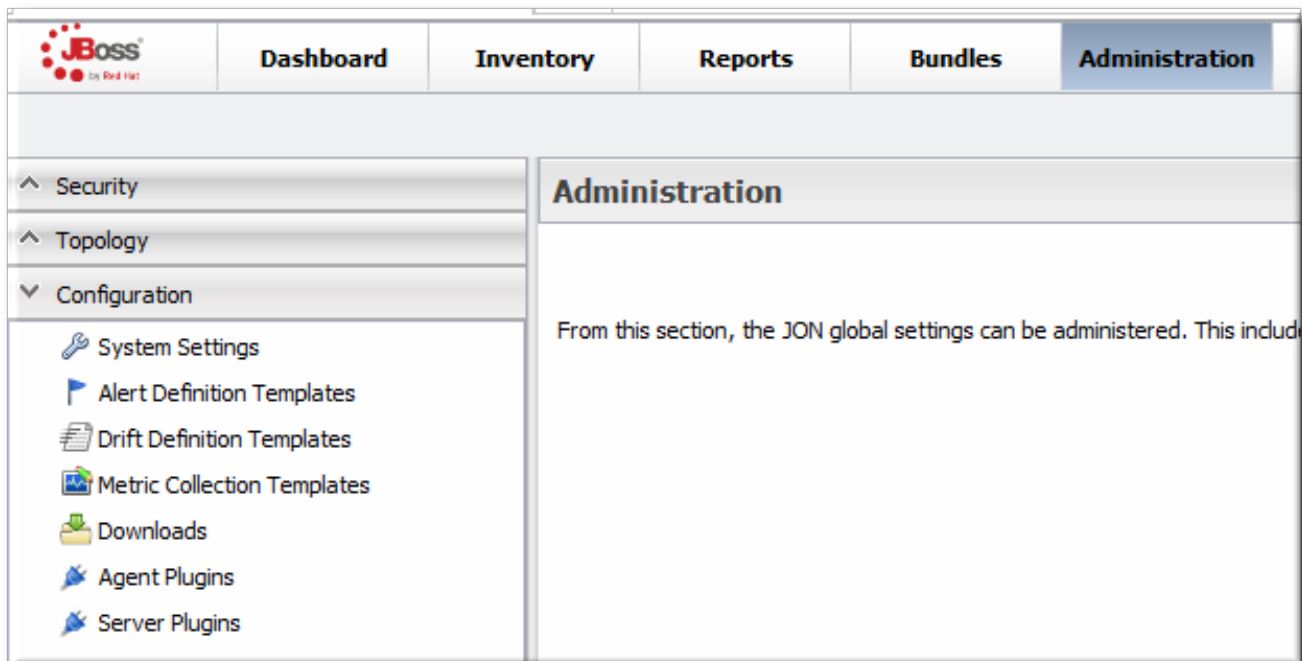 JBoss
by Red Hat
Dashboard
Inventory
Reports
Bundles
Administration
Security
Topology
Configuration
System Settings
Alert Definition Templates
Drift Definition Templates
Metric Collection Templates
Downloads
Agent Plugins
Server Plugins
Administration
From this section, the JON global settings can be administered. This includ